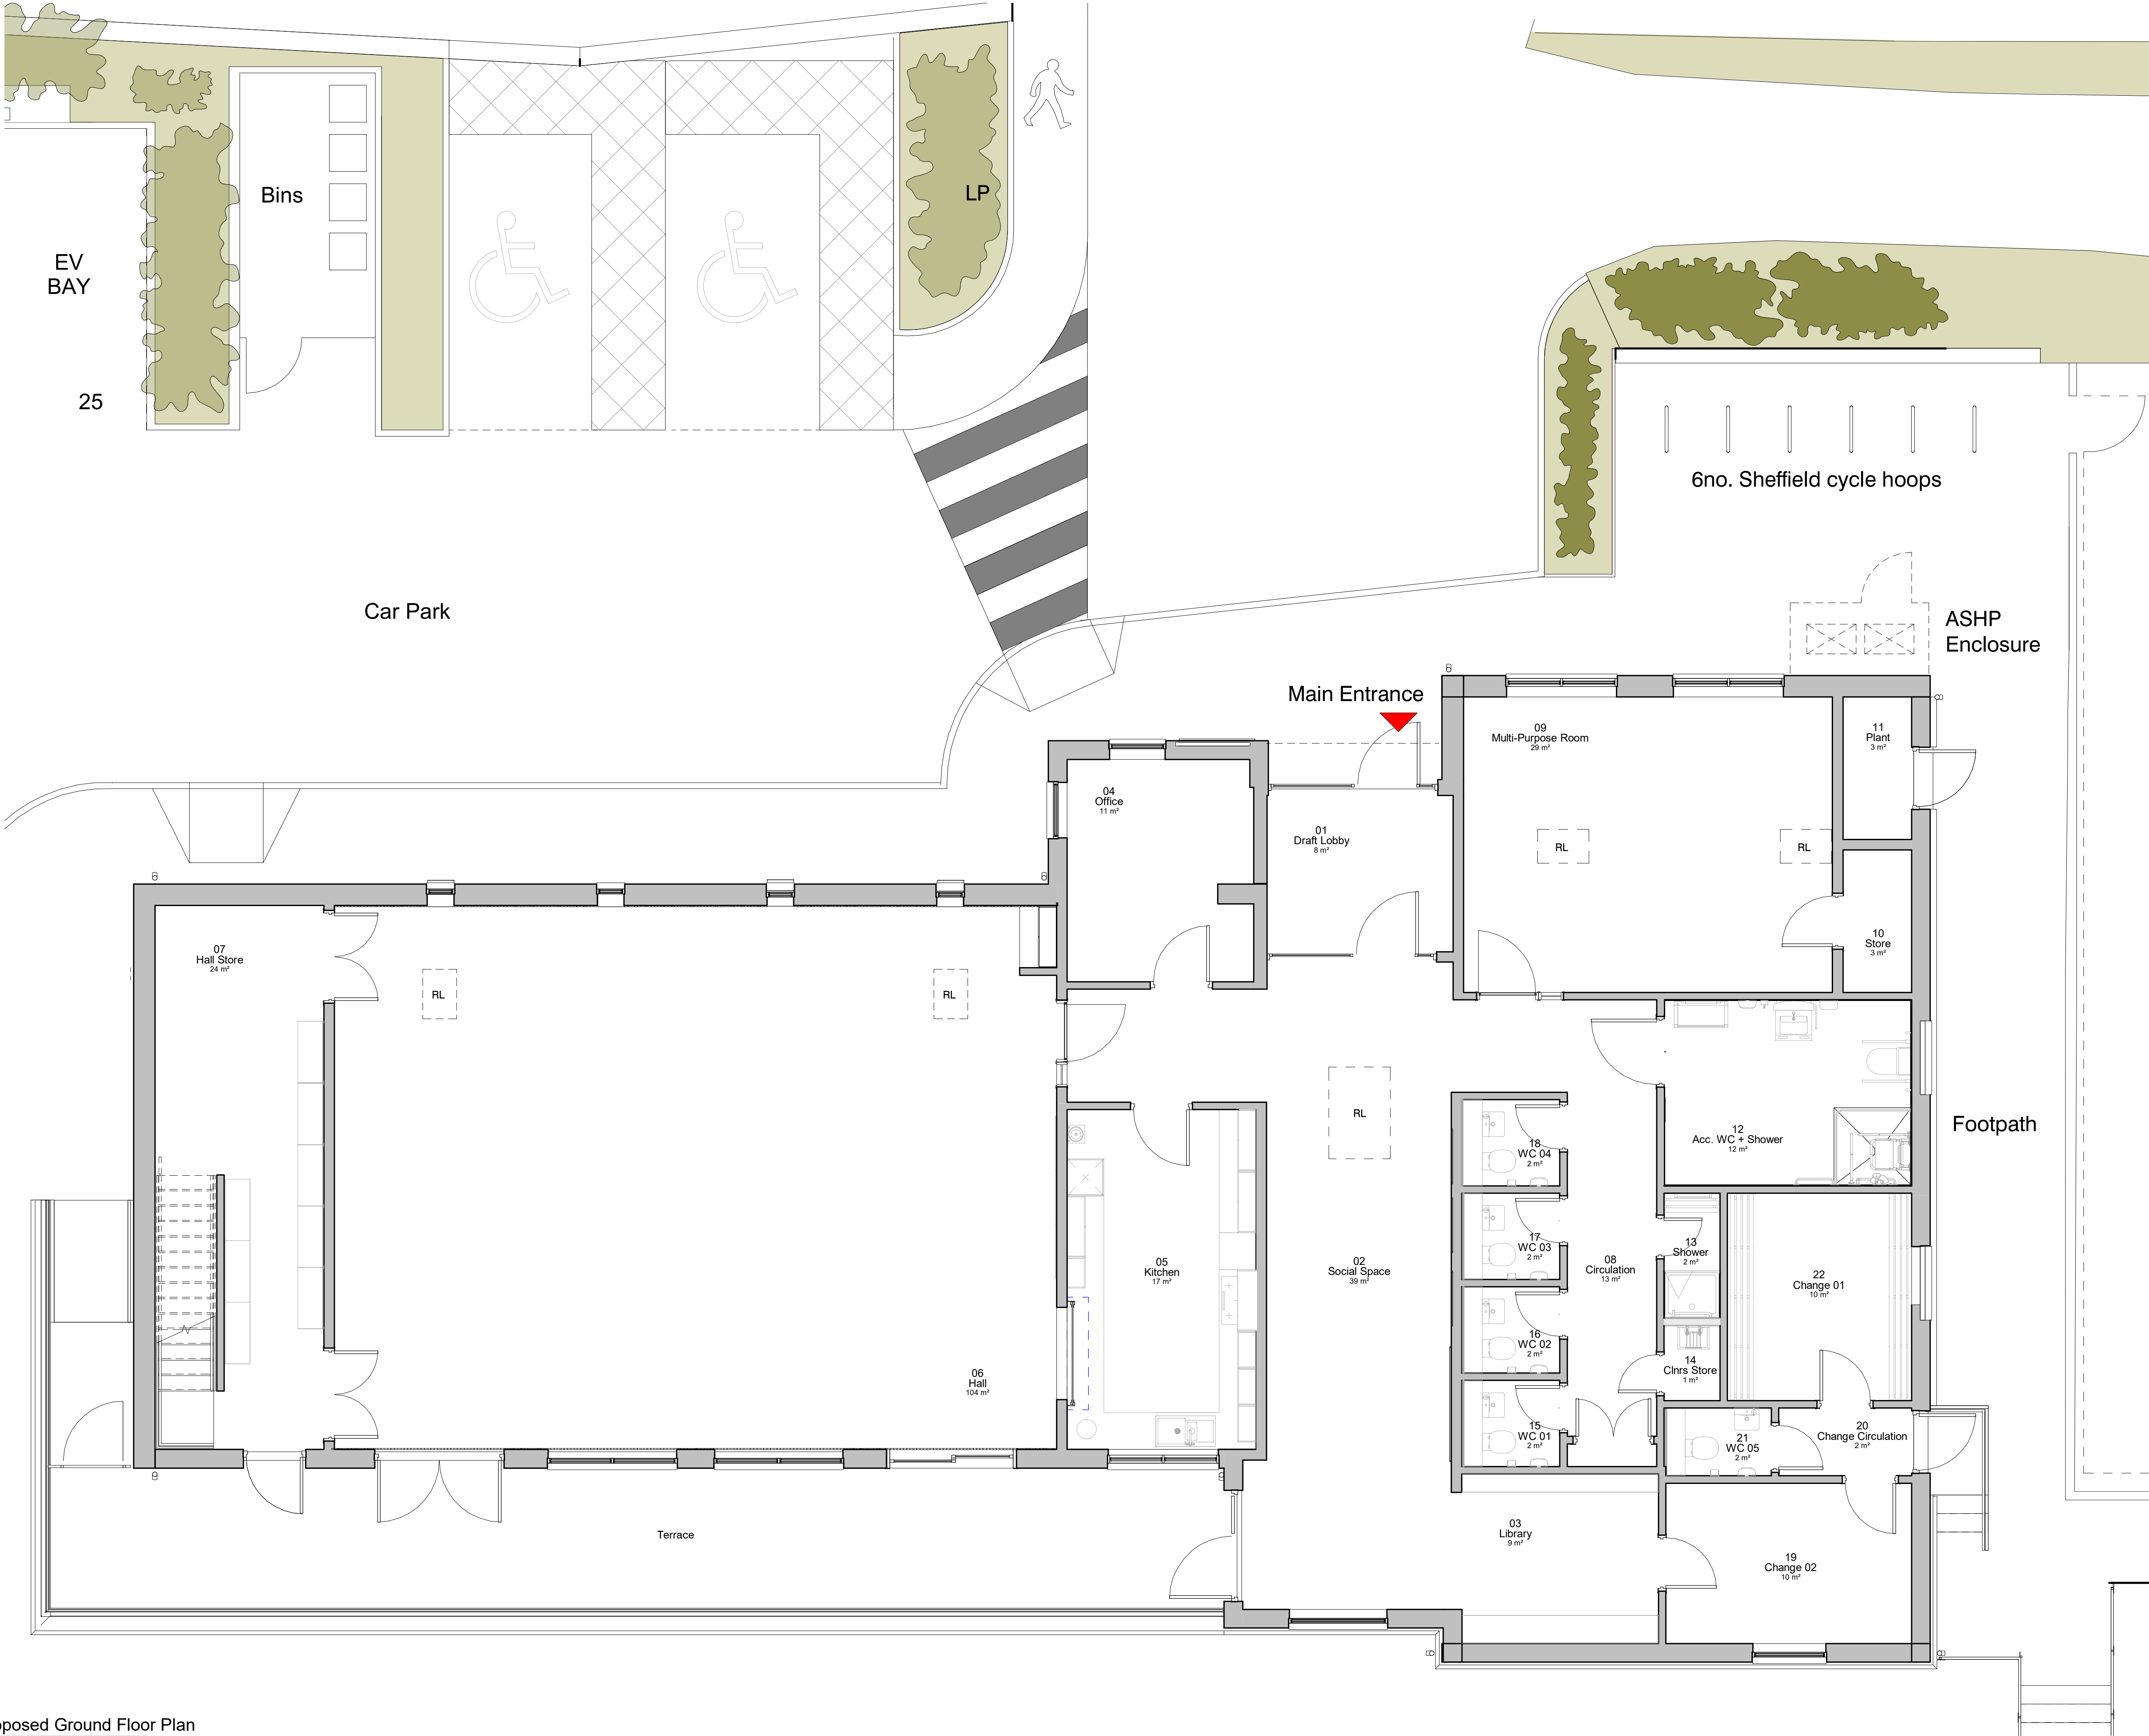 LP
Bins
EV
BAY
25
6no. Sheffield cycle hoops
Car Park
ASHP
Enclosure
Main Entrance
09
Multi-Purpose Room
29 m²
11
Plant
3 m²
04
Office
11 m²
01
Draft Lobby
8 m²
RL
RL
07
Hall Store
24 m²
10
Store
3 m²
RL
RL
RL
Footpath
12
Acc. WC + Shower
12 m²
18
WC 04
2 m²
17
WC 03
2 m²
13
Shower
2 m²
05
Kitchen
17 m²
02
Social Space
39 m²
08
Circulation
13 m²
22
Change 01
10 m²
16
WC 02
2 m²
14
Clnrs Store
1 m²
06
Hall
104 m²
15
WC 01
2 m²
21
WC 05
2 m²
20
Change Circulation
2 m²
Terrace
03
Library
9 m²
19
Change 02
10 m²
oposed Ground Floor Plan